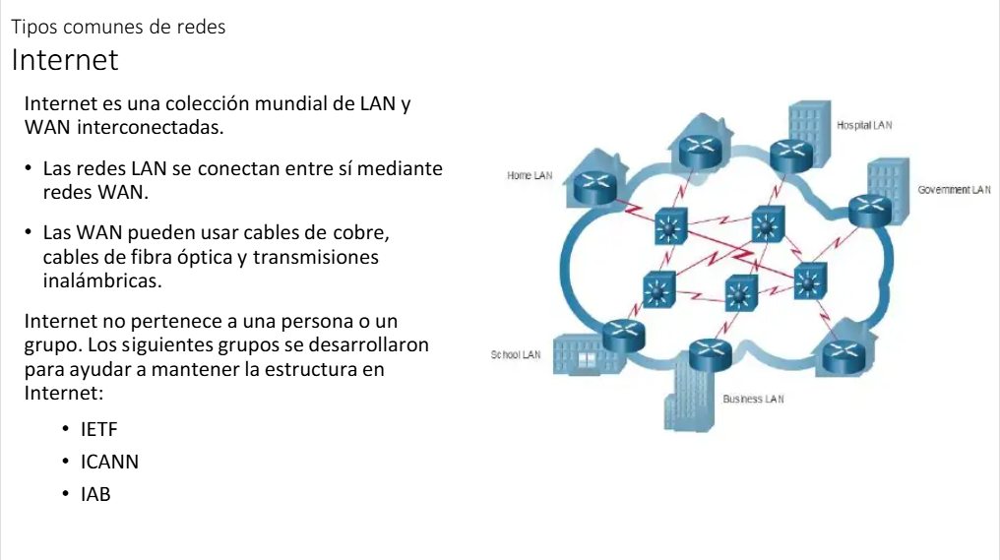 Tipos comunes de redes
Internet
Internet es una colección mundial de LAN y
WAN interconectadas.
• Las redes LAN se conectan entre sí mediante
redes WAN.
• Las WAN pueden usar cables de cobre,
cables de fibra óptica y transmisiones
inalámbricas.
Internet no pertenece a una persona o un
grupo. Los siguientes grupos se desarrollaron
para ayudar a mantener la estructura en
Internet:
• IETF
• ICANN
• IAB
Hospital LAN
Home LAN
Government LAN
School LAN
Business LAN